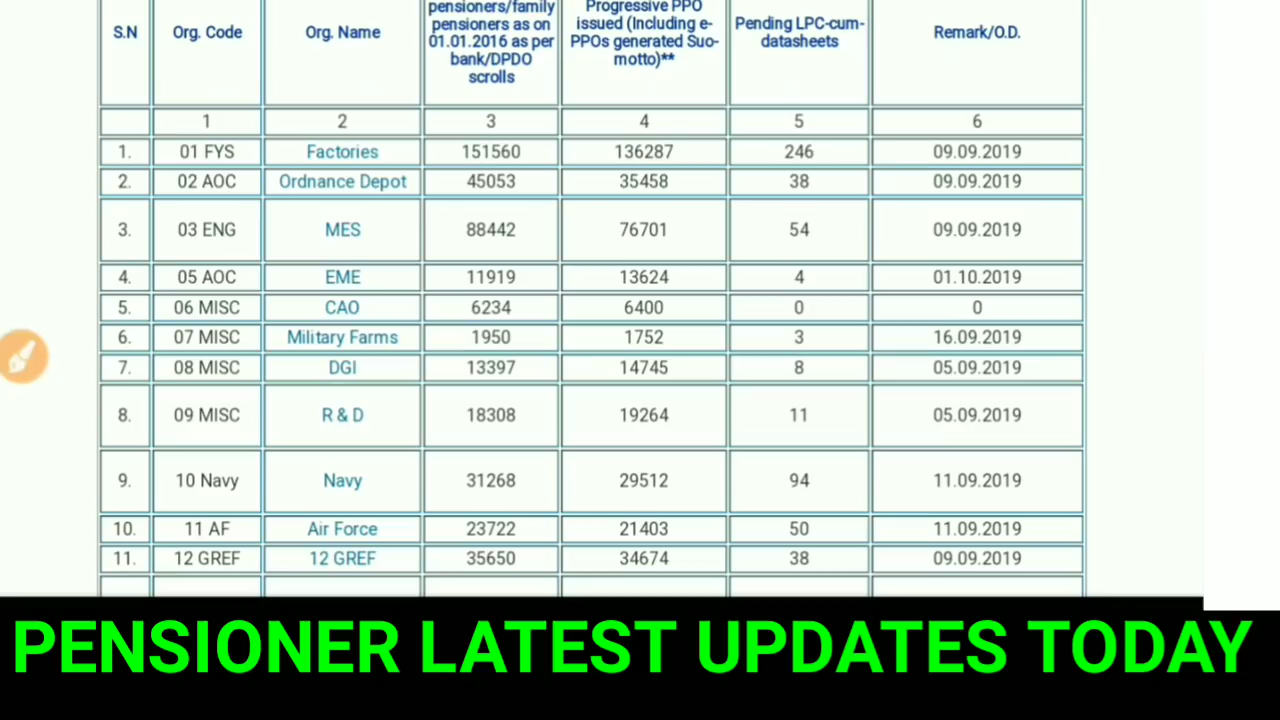 S.N Org. Code Org. Name pensioners/family pensioners as on 01.01.2016 as per bank/DPDO scrolls Progressive PPO issued (Including e-PPOs generated Suo-motto)** Pending LPC-cum-datasheets Remark/O.D.
1 2 3 4 5 6
1. 01 FYS Factories 151560 136287 246 09.09.2019
2. 02 AOC Ordnance Depot 45053 35458 38 09.09.2019
3. 03 ENG MES 88442 76701 54 09.09.2019
4. 05 AOC EME 11919 13624 4 01.10.2019
5. 06 MISC CAO 6234 6400 0 0
6. 07 MISC Military Farms 1950 1752 3 16.09.2019
7. 08 MISC DGI 13397 14745 8 05.09.2019
8. 09 MISC R & D 18308 19264 11 05.09.2019
9. 10 Navy Navy 31268 29512 94 11.09.2019
10. 11 AF Air Force 23722 21403 50 11.09.2019
11. 12 GREF 12 GREF 35650 34674 38 09.09.2019
PENSIONER LATEST UPDATES TODAY